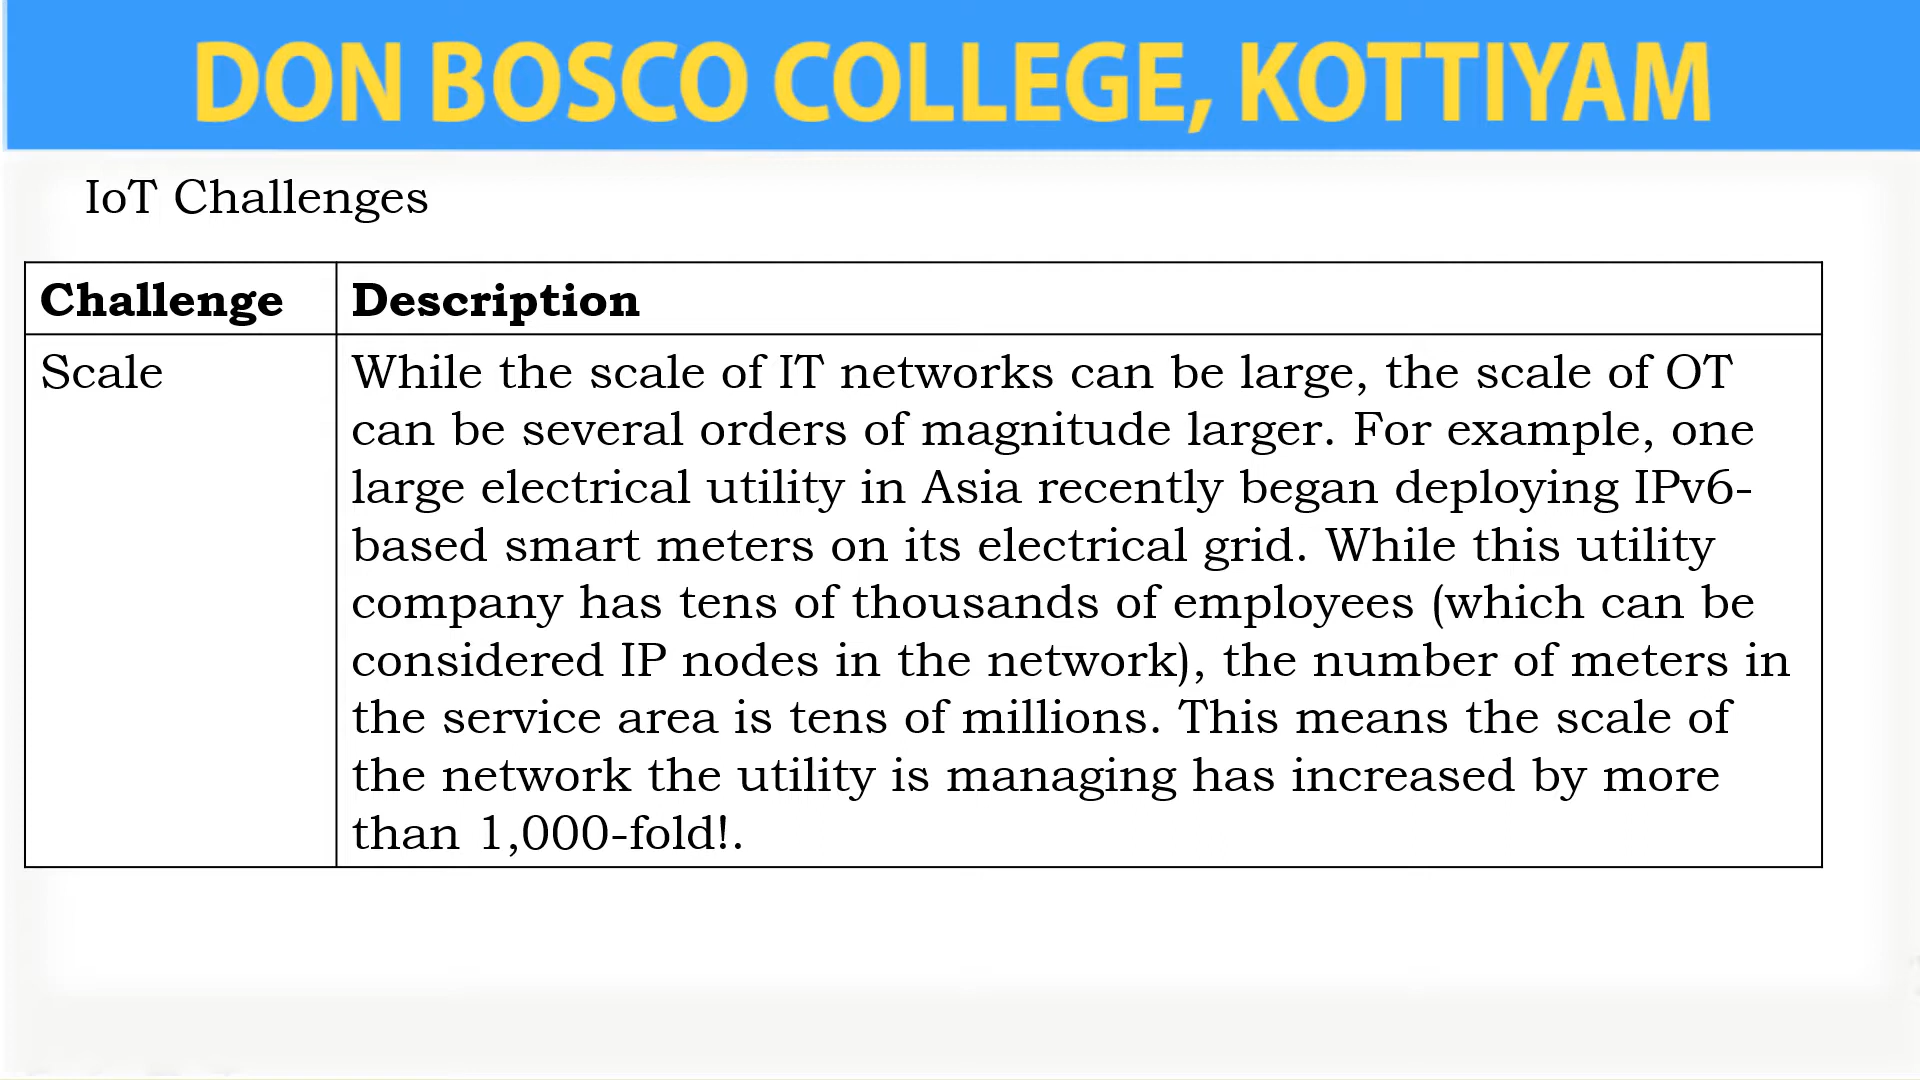 DON BOSCO COLLEGE, KOTTIYAM
IoT Challenges
Challenge
Description
Scale
While the scale of IT networks can be large, the scale of OT
can be several orders of magnitude larger. For example, one
large electrical utility in Asia recently began deploying IPv6-
based smart meters on its electrical grid. While this utility
company has tens of thousands of employees (which can be
considered IP nodes in the network), the number of meters in
the service area is tens of millions. This means the scale of
the network the utility is managing has increased by more
than 1,000-fold!.